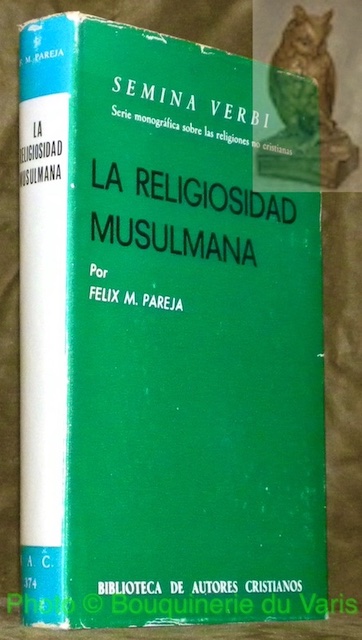 M. PAREJA
LA
RELIGIOSIDAD
MUSULMANA
A C.
374
SEMINA VERBI
Serie monográfica sobre las religiones no cristianas
LA RELIGIOSIDAD
MUSULMANA
Por
FELIX M. PAREJA
BIBLIOTECA DE AUTORES CRISTIANOS
Photo © Bouquinerie du Varis